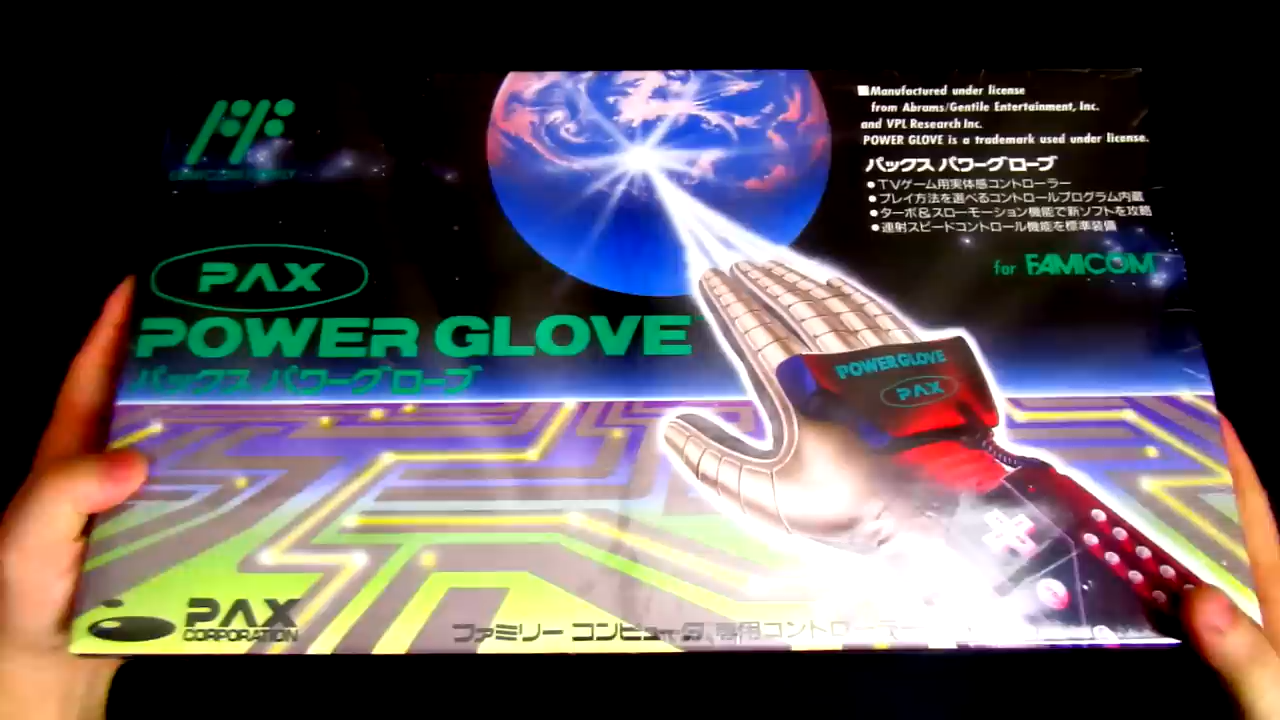 ■Manufactured under license
from Abrams/Gentile Entertainment, Inc.
and VPL Research Inc.
POWER GLOVE is a trademark used under license.
パックス パワーグローブ
●TVゲーム用実体感コントローラー
●プレイ方法を選べるコントロールプログラム内蔵
●ターボ&スローモーション機能で新ソフトを攻略
●連射スピードコントロール機能を標準装備
for FAMICOM
PAX
POWER GLOVE
パックス パワーグローブ
POWER GLOVE
PAX
PAX
CORPORATION
ファミリー コンピュータ 専用コントローラー